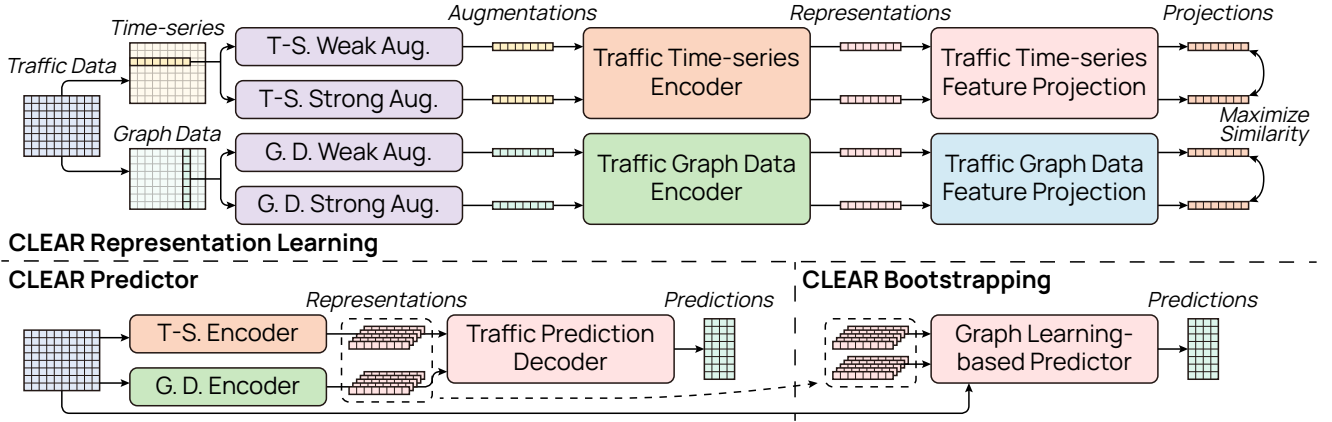 Augmentations
Representations
Projections
Time-series
Traffic Data
T-S. Weak Aug.
T-S. Strong Aug.
Traffic Time-series
Encoder
Traffic Time-series
Feature Projection
Graph Data
Maximize
Similarity
G. D. Weak Aug.
G. D. Strong Aug.
Traffic Graph Data
Encoder
Traffic Graph Data
Feature Projection
CLEAR Representation Learning
CLEAR Predictor
Representations
Predictions
T-S. Encoder
G. D. Encoder
Traffic Prediction
Decoder
CLEAR Bootstrapping
Predictions
Graph Learning-
based Predictor